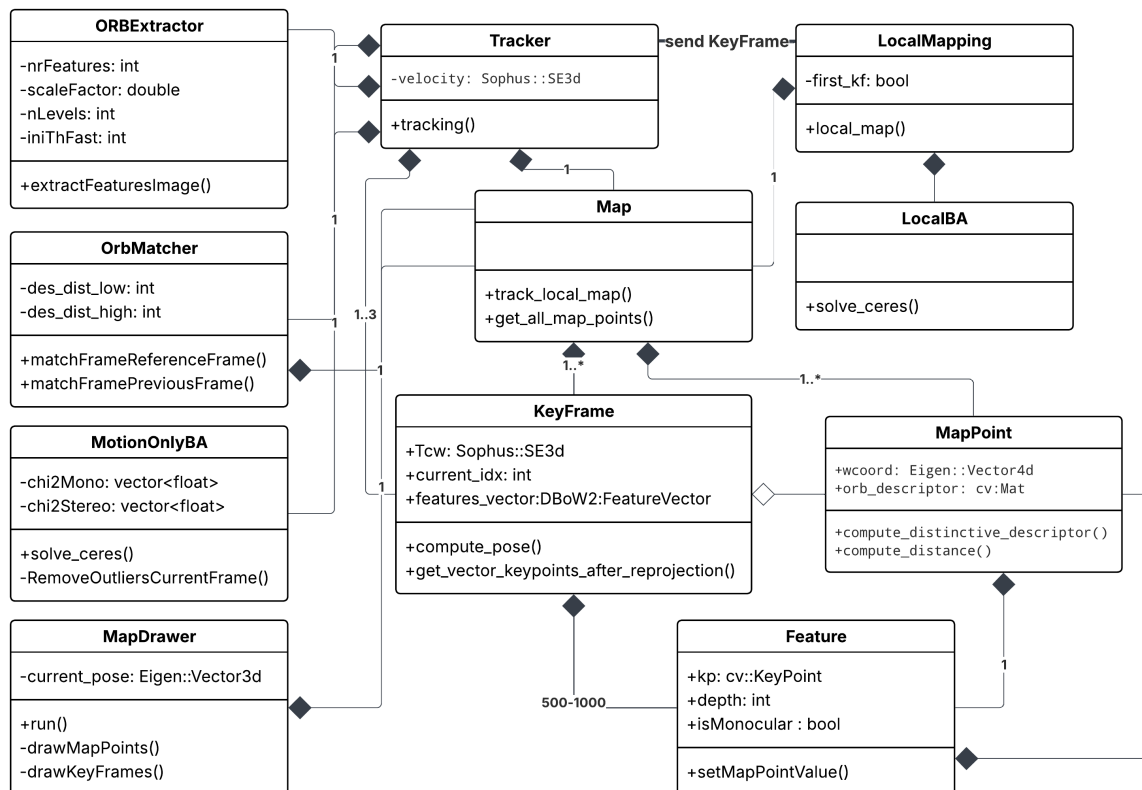 ORBExtractor
-nrFeatures: int
-scaleFactor: double
-nLevels: int
-iniThFast: int
+extractFeaturesImage()
OrbMatcher
-des_dist_low: int
-des_dist_high: int
+matchFrameReferenceFrame()
+matchFramePreviousFrame()
MotionOnlyBA
-chi2Mono: vector<float>
-chi2Stereo: vector<float>
+solve_ceres()
-RemoveOutliersCurrentFrame()
MapDrawer
-current_pose: Eigen::Vector3d
+run()
-drawMapPoints()
-drawKeyFrames()
1
1
1
1..3
1
1
Tracker
-velocity: Sophus::SE3d
+tracking()
send KeyFrame
1
1
Map
+track_local_map()
+get_all_map_points()
1..*
1..*
KeyFrame
+Tcw: Sophus::SE3d
+current_idx: int
+features_vector:DBoW2:FeatureVector
+compute_pose()
+get_vector_keypoints_after_reprojection()
500-1000
LocalMapping
-first_kf: bool
+local_map()
LocalBA
+solve_ceres()
MapPoint
+wcoord: Eigen::Vector4d
+orb_descriptor: cv:Mat
+compute_distinctive_descriptor()
+compute_distance()
1
Feature
+kp: cv::KeyPoint
+depth: int
+isMonocular : bool
+setMapPointValue()